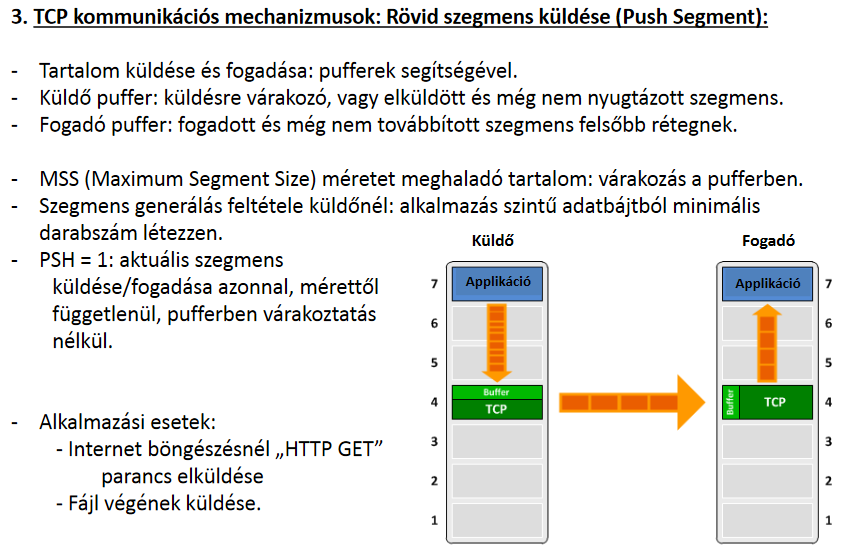 3. TCP kommunikációs mechanizmusok: Rövid szegmens küldése (Push Segment):
- Tartalom küldése és fogadása: pufferek segítségével.
- Küldő puffer: küldésre várakozó, vagy elküldött és még nem nyugtázott szegmens.
- Fogadó puffer: fogadott és még nem továbbított szegmens felsőbb rétegnek.
- MSS (Maximum Segment Size) méretet meghaladó tartalom: várakozás a pufferben.
- Szegmens generálás feltétele küldőnél: alkalmazás szintű adatbájtból minimális
darabszám létezzen.
- PSH = 1: aktuális szegmens
küldése/fogadása azonnal, mérettől
függetlenül, pufferben várakoztatás
nélkül.
- Alkalmazási esetek:
- Internet böngészésnél „HTTP GET”
parancs elküldése
- Fájl végének küldése.
Küldő
7 Applikáció
6
5
4 Buffer
TCP
3
2
1
Fogadó
Applikáció 7
6
5
Buffer TCP 4
3
2
1